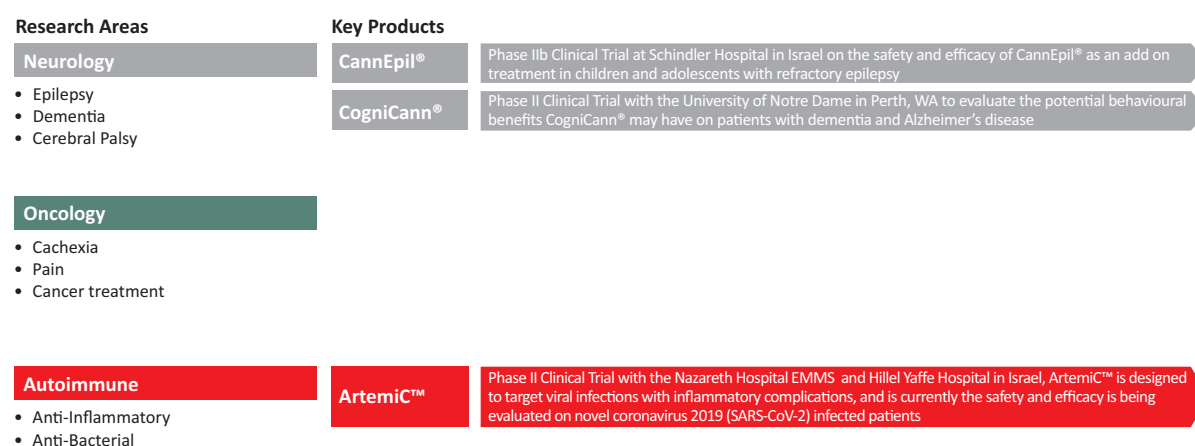 Research Areas
Key Products
Neurology
• Epilepsy
• Dementia
• Cerebral Palsy
CannEpil®
Phase IIb Clinical Trial at Schindler Hospital in Israel on the safety and efficacy of CannEpil® as an add on
treatment in children and adolescents with refractory epilepsy
CogniCann®
Phase II Clinical Trial with the University of Notre Dame in Perth, WA to evaluate the potential behavioural
benefits CogniCann® may have on patients with dementia and Alzheimer's disease
Oncology
• Cachexia
• Pain
• Cancer treatment
Autoimmune
• Anti-Inflammatory
• Anti-Bacterial
ArtemiC™
Phase II Clinical Trial with the Nazareth Hospital EMMS and Hillel Yaffe Hospital in Israel, ArtemiC™ is designed
to target viral infections with inflammatory complications, and is currently the safety and efficacy is being
evaluated on novel coronavirus 2019 (SARS-CoV-2) infected patients